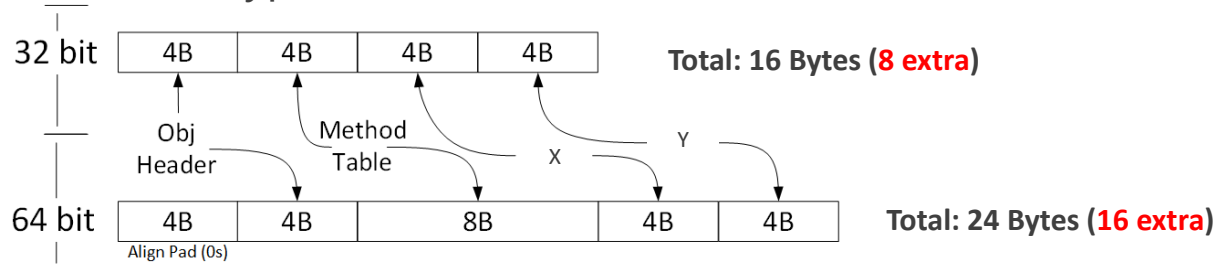 32 bit
4B 4B 4B 4B
Total: 16 Bytes (8 extra)
Obj
Header
Method
Table
X
Y
64 bit
4B 4B 8B 4B 4B
Total: 24 Bytes (16 extra)
Align Pad (0s)